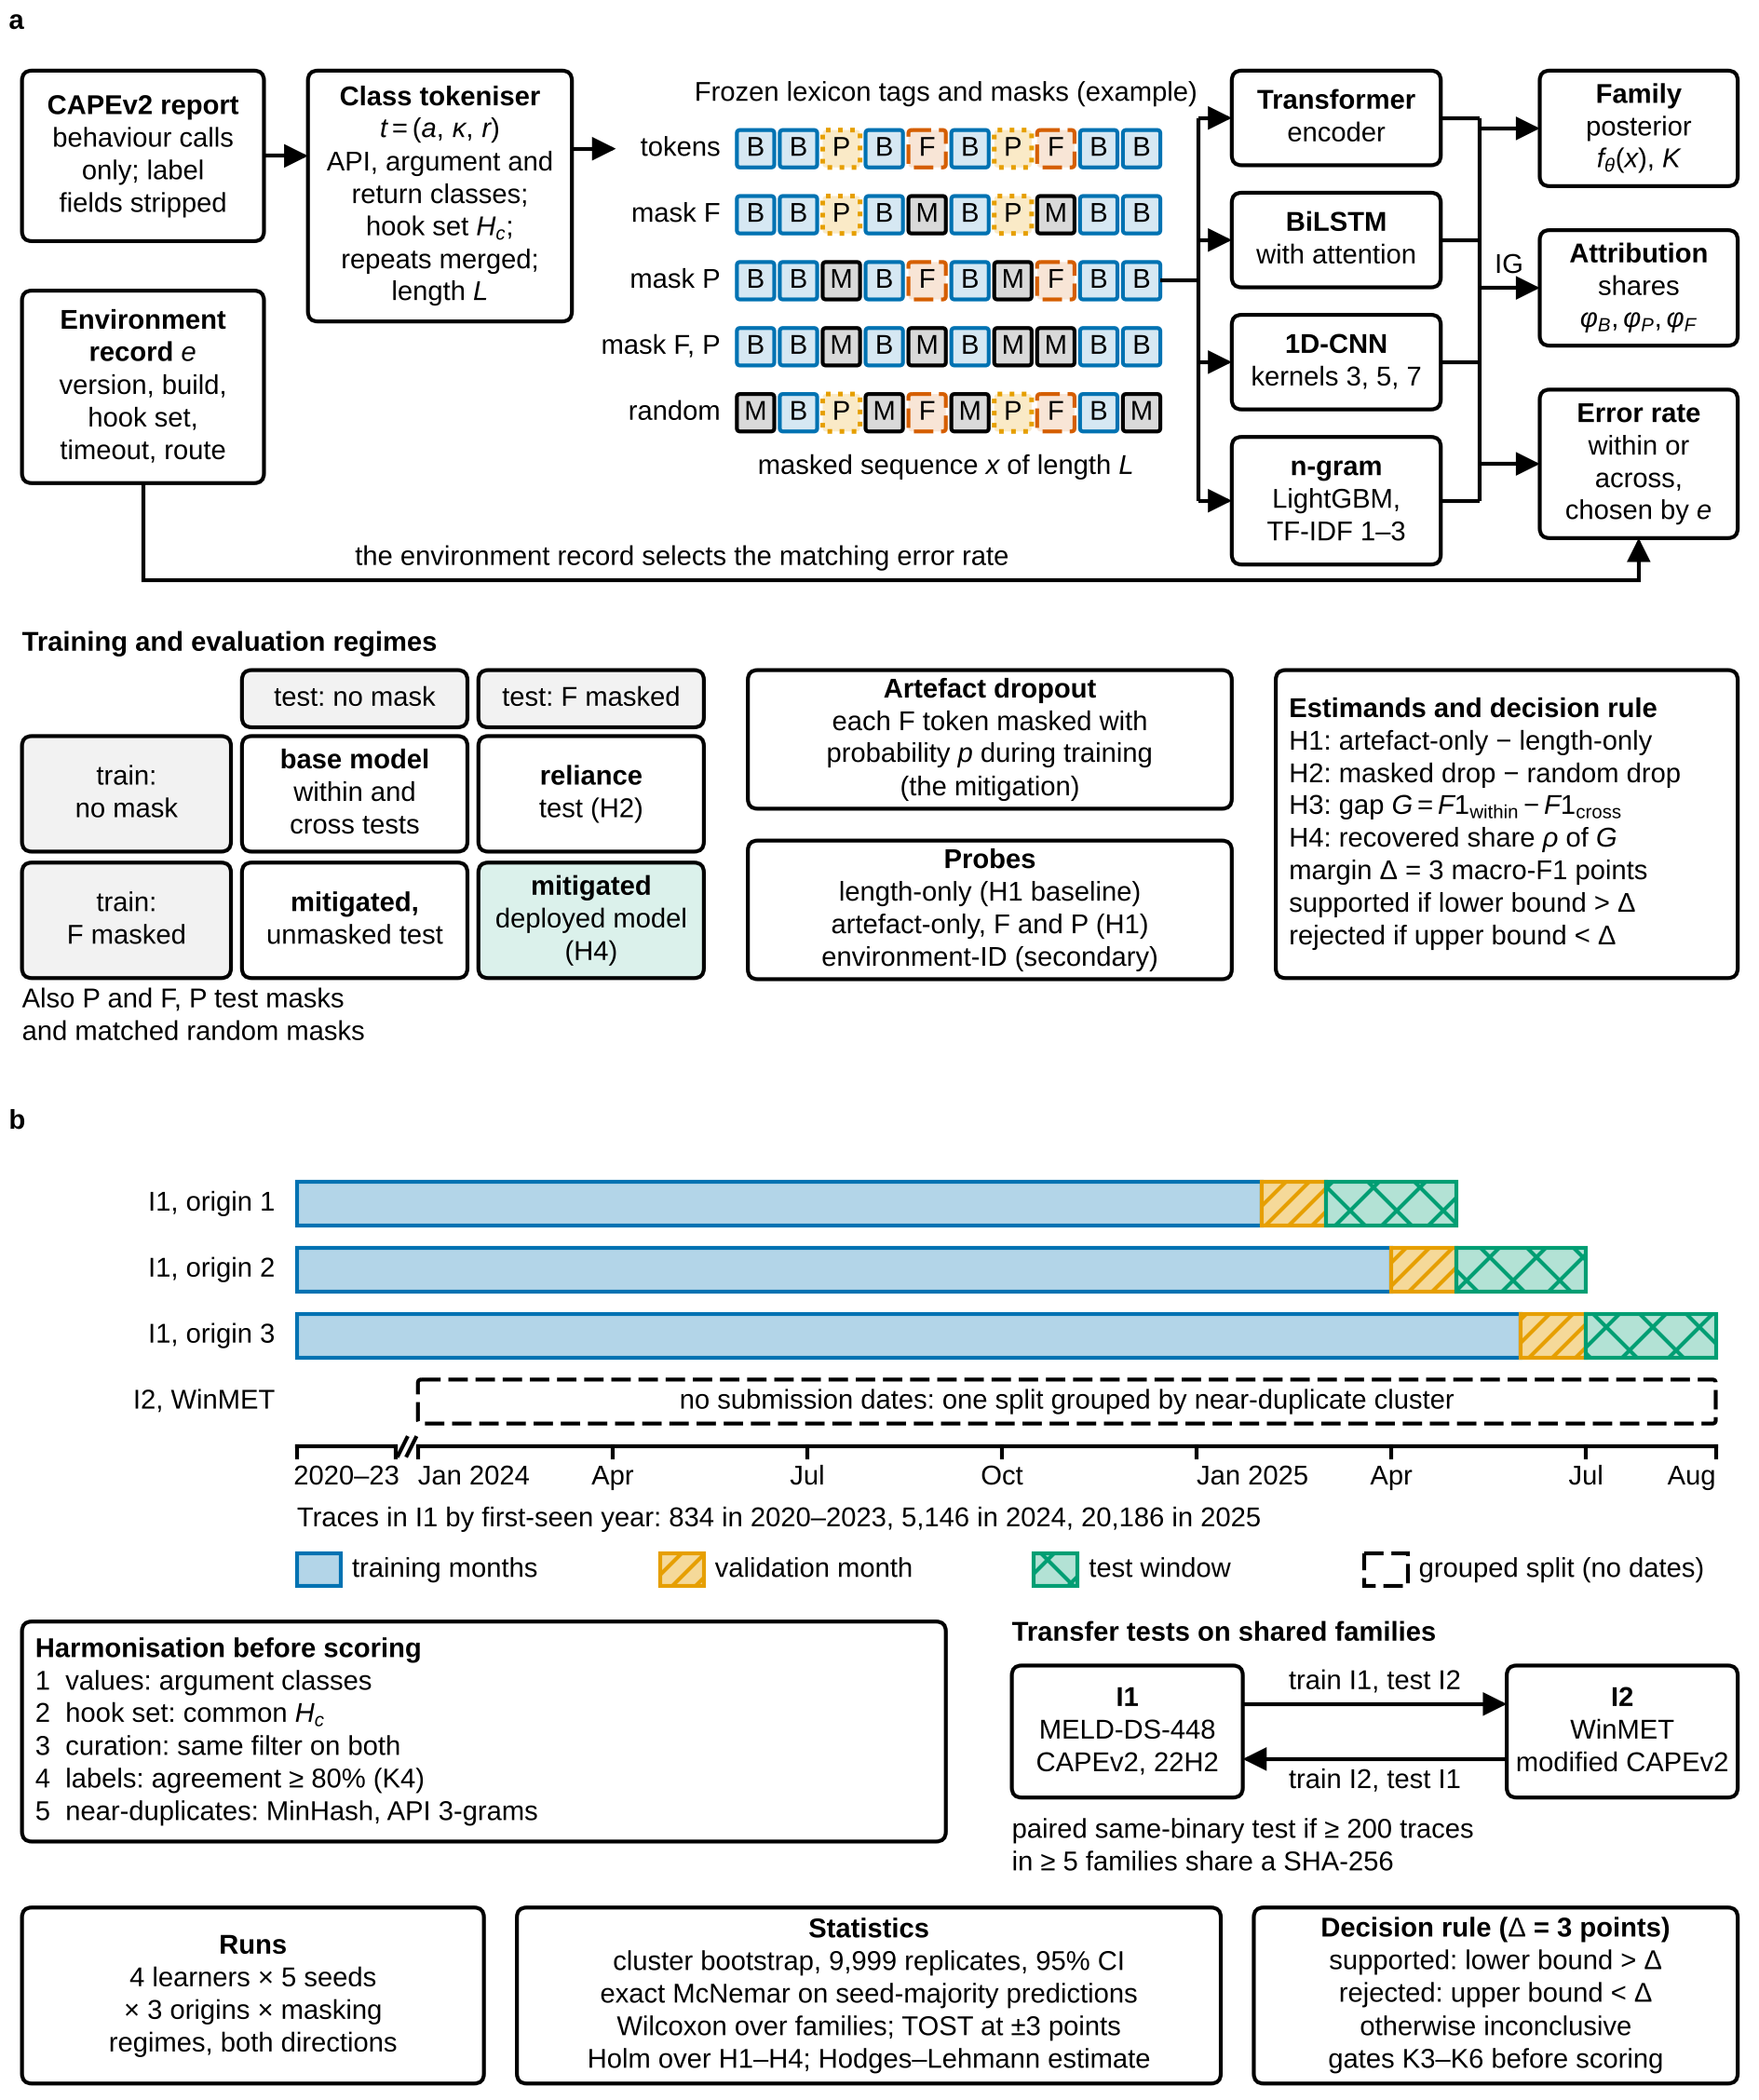 a
CAPEv2 report
behaviour calls
only; label
fields stripped
Environment
record e
version, build,
hook set,
timeout, route
Class tokeniser
t = (a, κ, r)
API, argument and
return classes;
hook set Hc;
repeats merged;
length L
Frozen lexicon tags and masks (example)
tokens B B P B F B P F B B
mask F B B P B M B P M B B
mask P B B M B F B M F B B
mask F, P B B M B M B M M B B
random M B P M F M P F B M
masked sequence x of length L
Transformer
encoder
BiLSTM
with attention
1D-CNN
kernels 3, 5, 7
n-gram
LightGBM,
TF-IDF 1–3
Family
posterior
fθ(x), K
IG
Attribution
shares
φB, φP, φF
Error rate
within or
across,
chosen by e
the environment record selects the matching error rate
Training and evaluation regimes
test: no mask
test: F masked
train:
no mask
base model
within and
cross tests
reliance
test (H2)
train:
F masked
mitigated,
unmasked test
mitigated
deployed model
(H4)
Also P and F, P test masks
and matched random masks
Artefact dropout
each F token masked with
probability p during training
(the mitigation)
Probes
length-only (H1 baseline)
artefact-only, F and P (H1)
environment-ID (secondary)
Estimands and decision rule
H1: artefact-only − length-only
H2: masked drop − random drop
H3: gap G = F1within − F1cross
H4: recovered share ρ of G
margin Δ = 3 macro-F1 points
supported if lower bound > Δ
rejected if upper bound < Δ
b
I1, origin 1
I1, origin 2
I1, origin 3
I2, WinMET
no submission dates: one split grouped by near-duplicate cluster
2020–23 Jan 2024 Apr Jul Oct Jan 2025 Apr Jul Aug
Traces in I1 by first-seen year: 834 in 2020–2023, 5,146 in 2024, 20,186 in 2025
training months
validation month
test window
grouped split (no dates)
Harmonisation before scoring
1 values: argument classes
2 hook set: common Hc
3 curation: same filter on both
4 labels: agreement ≥ 80% (K4)
5 near-duplicates: MinHash, API 3-grams
Transfer tests on shared families
I1
MELD-DS-448
CAPEv2, 22H2
train I1, test I2
train I2, test I1
I2
WinMET
modified CAPEv2
paired same-binary test if ≥ 200 traces
in ≥ 5 families share a SHA-256
Runs
4 learners × 5 seeds
× 3 origins × masking
regimes, both directions
Statistics
cluster bootstrap, 9,999 replicates, 95% CI
exact McNemar on seed-majority predictions
Wilcoxon over families; TOST at ±3 points
Holm over H1–H4; Hodges–Lehmann estimate
Decision rule (Δ = 3 points)
supported: lower bound > Δ
rejected: upper bound < Δ
otherwise inconclusive
gates K3–K6 before scoring